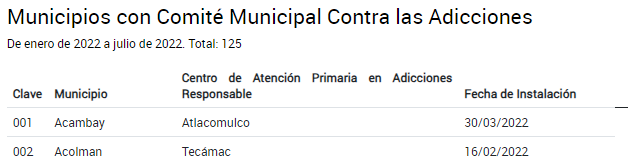 Municipios con Comité Municipal Contra las Adicciones
De enero de 2022 a julio de 2022. Total: 125
Clave Municipio Centro de Atención Primaria en Adicciones Responsable Fecha de Instalación
001 Acambay Atlacomulco 30/03/2022
002 Acolman Tecámac 16/02/2022